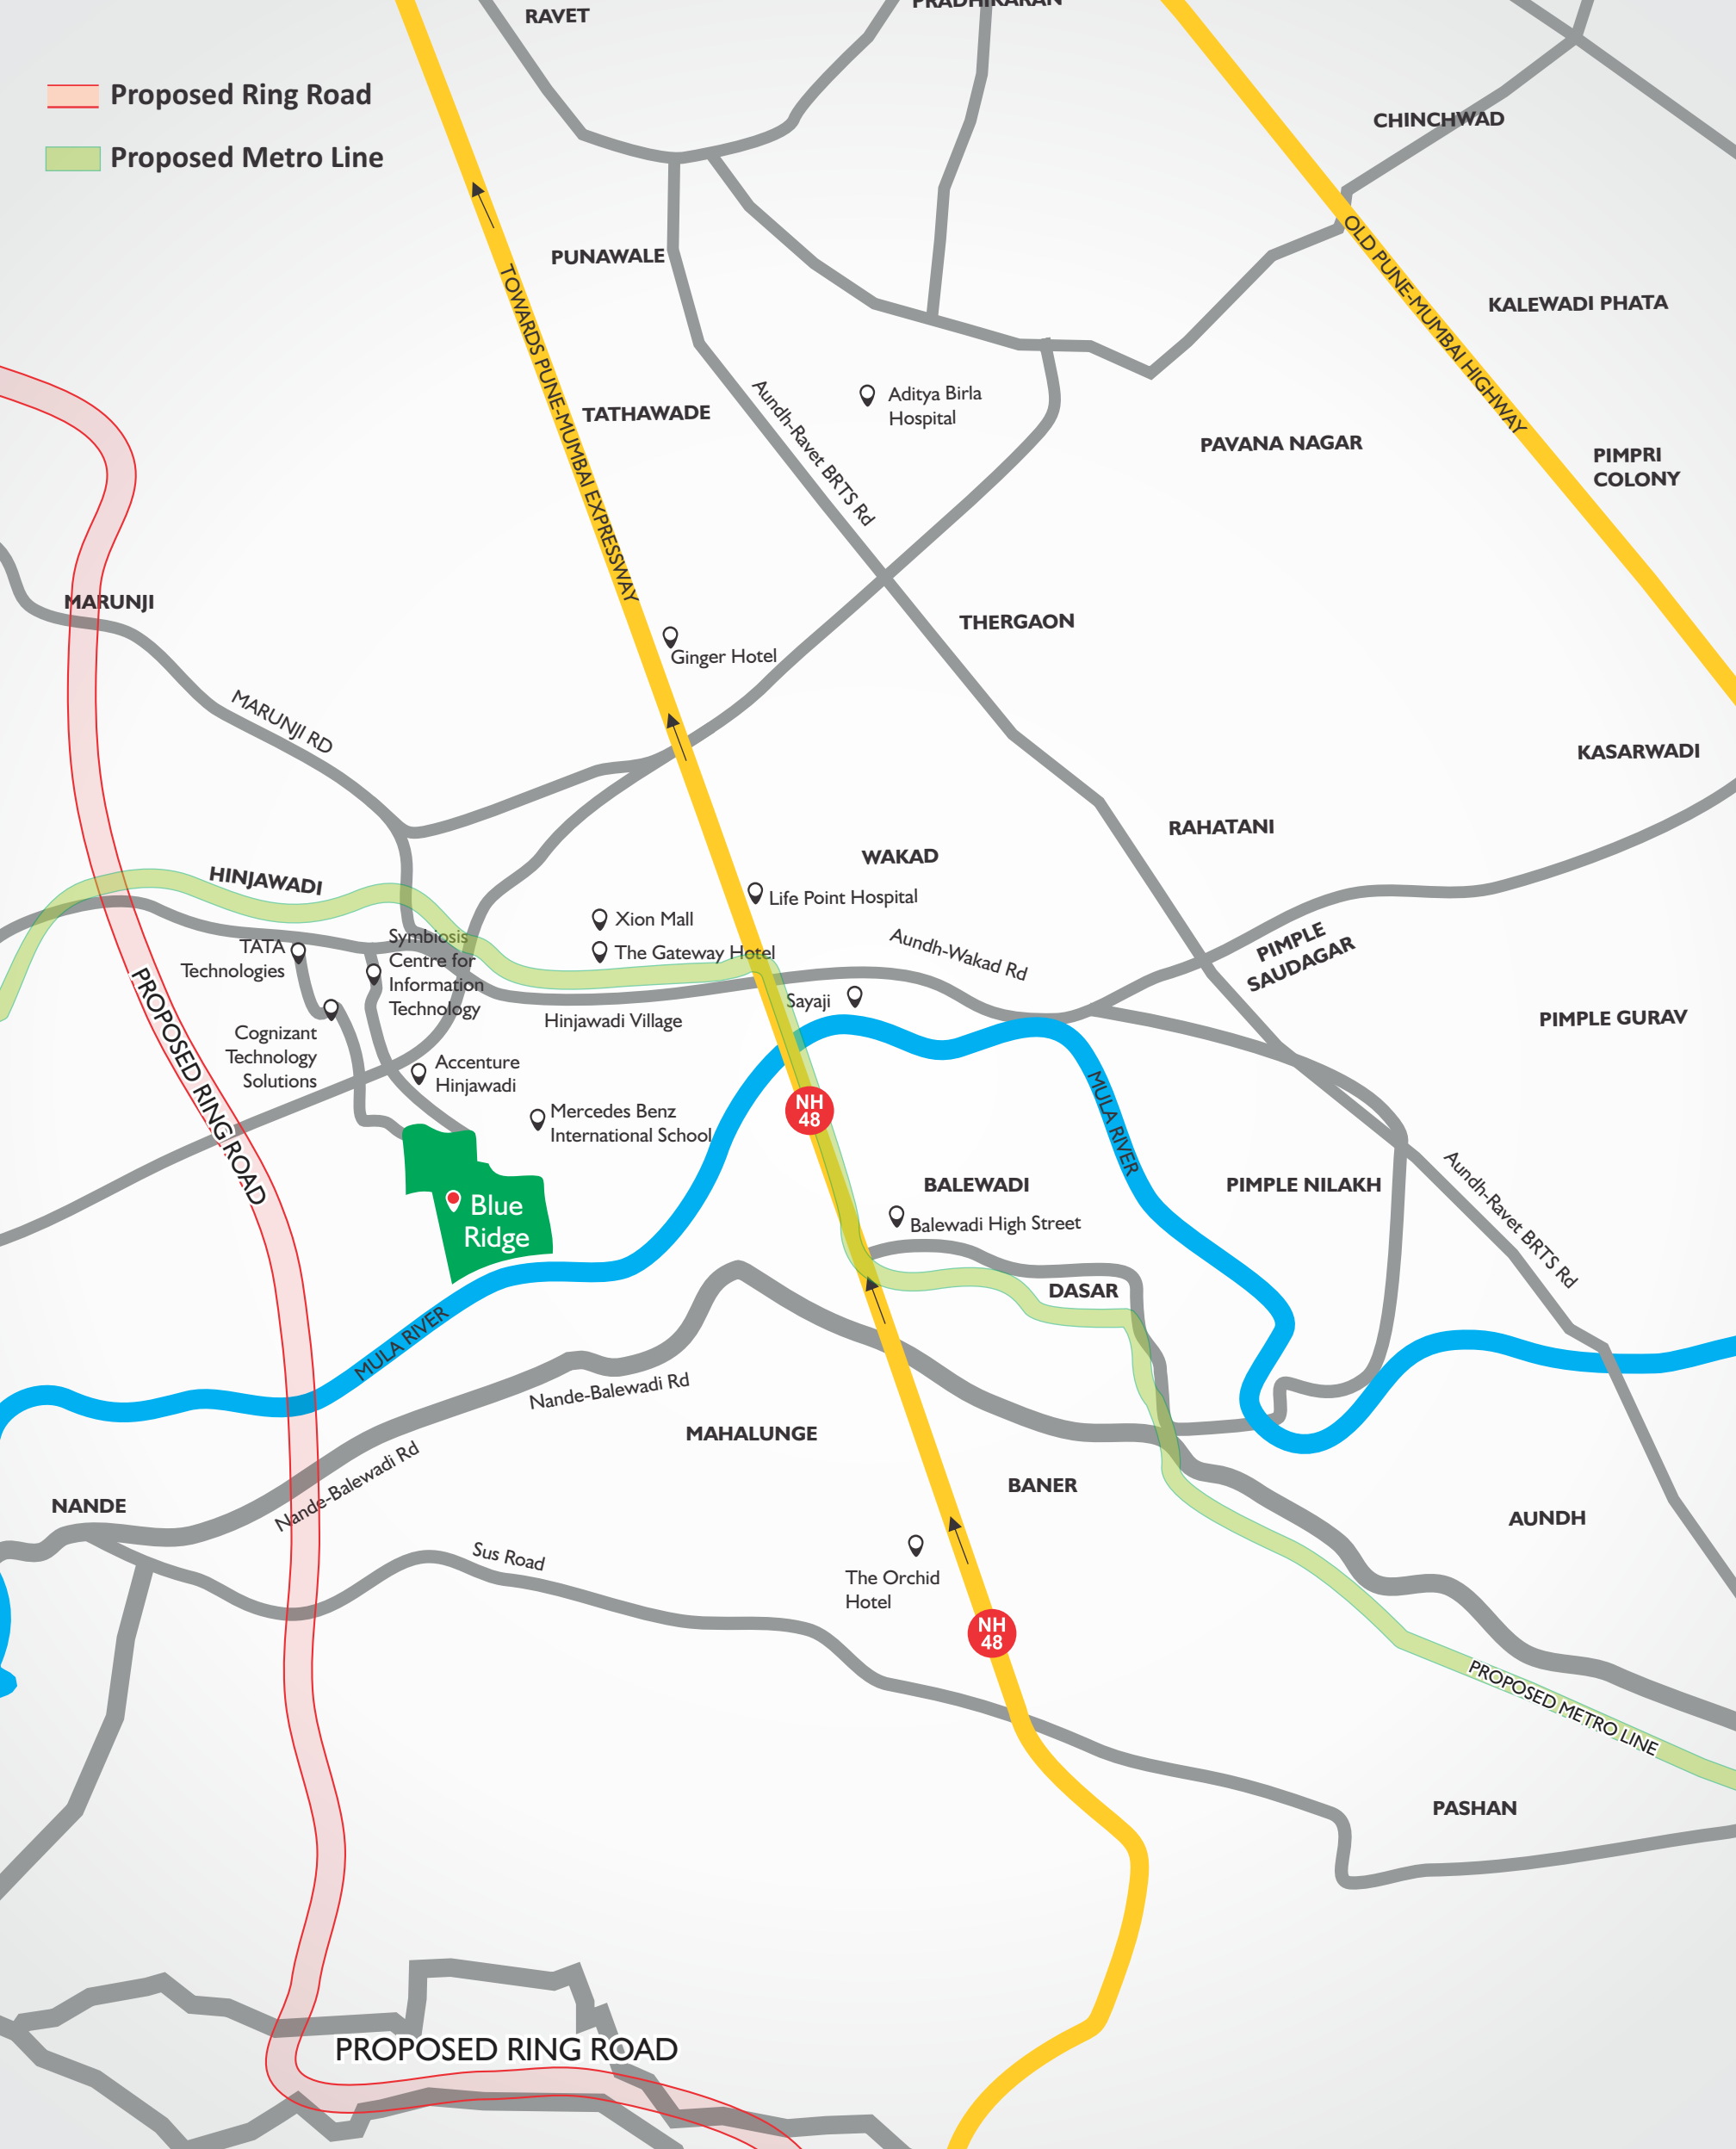 RAVET
PRADHIKARAN
Proposed Ring Road
Proposed Metro Line
CHINCHWAD
PUNAWALE
OLD PUNE-MUMBAI HIGHWAY
KALEWADI PHATA
TOWARDS PUNE-MUMBAI EXPRESSWAY
TATHAWADE
Aundh-Ravet BRTS Rd
Aditya Birla
Hospital
PAVANA NAGAR
PIMPRI
COLONY
MARUNJI
THERGAON
Ginger Hotel
MARUNJI RD
KASARWADI
RAHATANI
WAKAD
HINJAWADI
Life Point Hospital
Xion Mall
The Gateway Hotel
Aundh-Wakad Rd
PIMPLE
SAUDAGAR
TATA
Technologies
Symbiosis
Centre for
Information
Technology
Sayaji
Hinjawadi Village
PIMPLE GURAV
PROPOSED RING ROAD
Cognizant
Technology
Solutions
Accenture
Hinjawadi
Mercedes Benz
International School
NH
48
MULA RIVER
BALEWADI
PIMPLE NILAKH
Aundh-Ravet BRTS Rd
Balewadi High Street
Blue
Ridge
DASAR
MULA RIVER
Nande-Balewadi Rd
MAHALUNGE
Nande-Balewadi Rd
BANER
NANDE
AUNDH
Sus Road
The Orchid
Hotel
NH
48
PROPOSED METRO LINE
PASHAN
PROPOSED RING ROAD